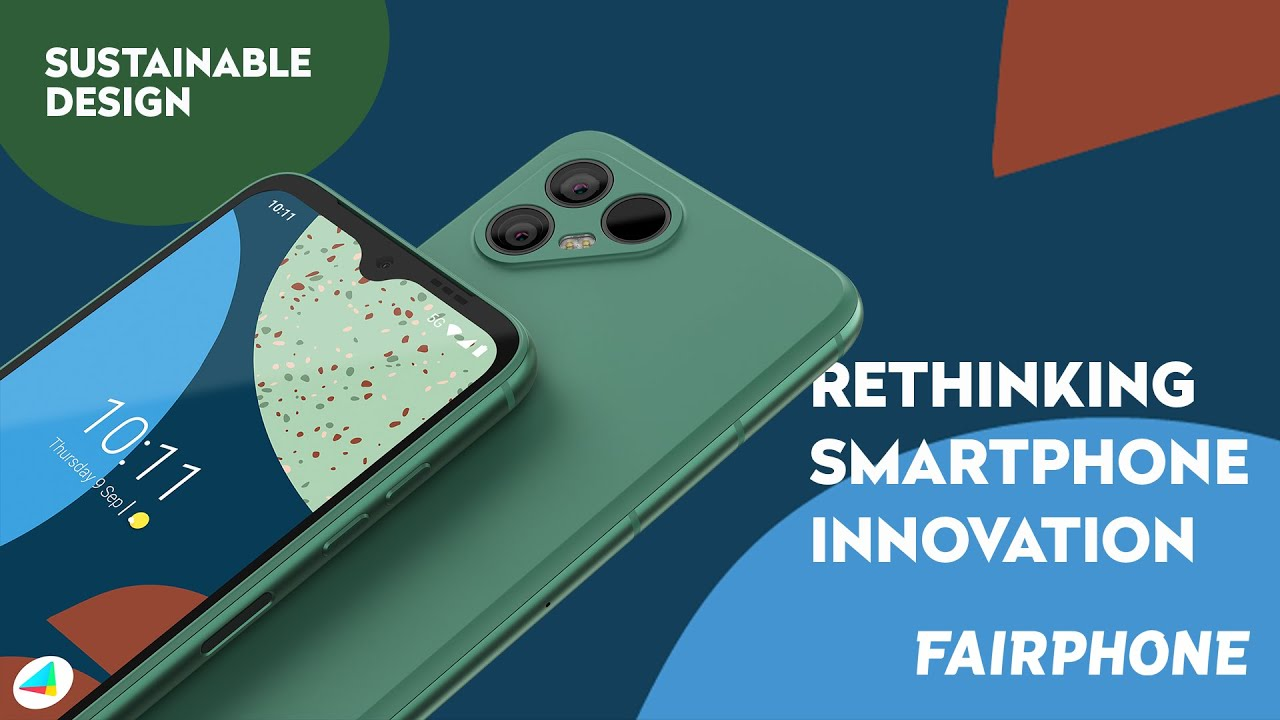 SUSTAINABLE
DESIGN
10:11
5G
10:11
Thursday 9 Sep |
RETHINKING
SMARTPHONE
INNOVATION
FAIRPHONE